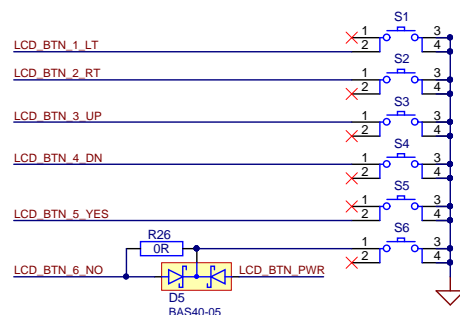 S1
1 3
LCD_BTN_1_LT 2 4
S2
LCD_BTN_2_RT 1 3
2 4
S3
LCD_BTN_3_UP 1 3
2 4
S4
LCD_BTN_4_DN 1 3
2 4
S5
1 3
LCD_BTN_5_YES 2 4
S6
R26
0R 1 3
2 4
LCD_BTN_6_NO LCD_BTN_PWR
D5
BAS40-05